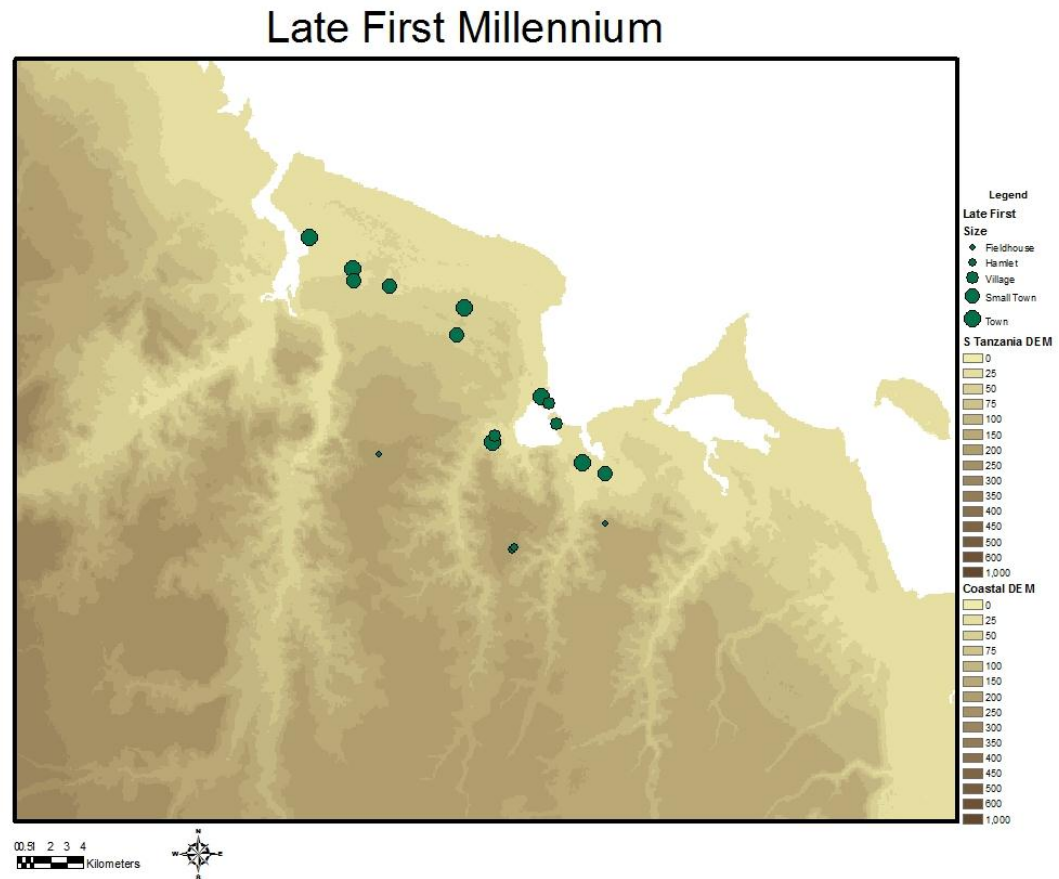 Late First Millennium
Legend
Late First
Size
Fieldhouse
Hamlet
Village
Small Town
Town
S Tanzania DEM
0
25
50
75
100
150
200
250
300
350
400
450
500
600
1,000
Coastal DEM
0
25
50
75
100
150
200
250
300
350
400
450
500
600
1,000
00.51 2 3 4
Kilometers
N
W E
S